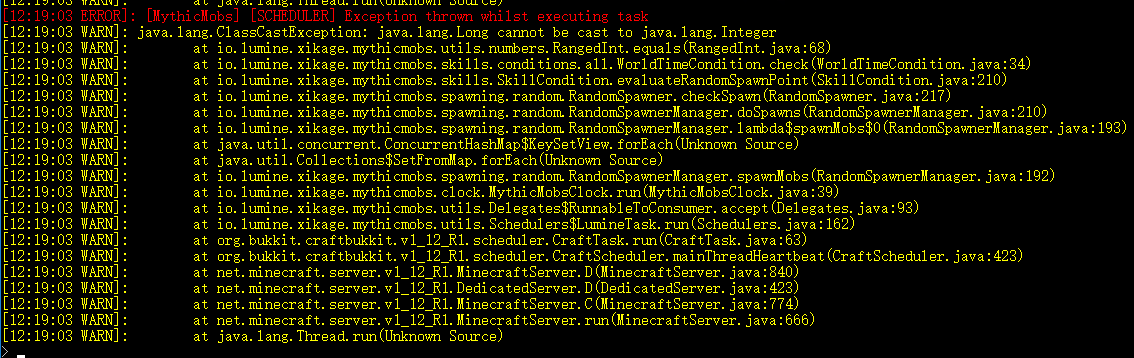 [12:19:03 ERROR]: [MythicMobs] [SCHEDULER] Exception thrown whilst executing task
[12:19:03 WARN]: java.lang.ClassCastException: java.lang.Long cannot be cast to java.lang.Integer
[12:19:03 WARN]: at io.lumine.xikage.mythicmobs.utils.numbers.RangedInt.equals(RangedInt.java:68)
[12:19:03 WARN]: at io.lumine.xikage.mythicmobs.skills.conditions.all.WorldTimeCondition.check(WorldTimeCondition.java:34)
[12:19:03 WARN]: at io.lumine.xikage.mythicmobs.skills.SkillCondition.evaluateRandomSpawnPoint(SkillCondition.java:210)
[12:19:03 WARN]: at io.lumine.xikage.mythicmobs.spawning.random.RandomSpawner.checkSpawn(RandomSpawner.java:217)
[12:19:03 WARN]: at io.lumine.xikage.mythicmobs.spawning.random.RandomSpawnerManager.doSpawns(RandomSpawnerManager.java:210)
[12:19:03 WARN]: at io.lumine.xikage.mythicmobs.spawning.random.RandomSpawnerManager.lambda$spawnMobs$0(RandomSpawnerManager.java:193)
[12:19:03 WARN]: at java.util.concurrent.ConcurrentHashMap$KeySetView.forEach(Unknown Source)
[12:19:03 WARN]: at java.util.Collections$SetFromMap.forEach(Unknown Source)
[12:19:03 WARN]: at io.lumine.xikage.mythicmobs.spawning.random.RandomSpawnerManager.spawnMobs(RandomSpawnerManager.java:192)
[12:19:03 WARN]: at io.lumine.xikage.mythicmobs.clock.MythicMobsClock.run(MythicMobsClock.java:39)
[12:19:03 WARN]: at io.lumine.xikage.mythicmobs.utils.Delegates$RunnableToConsumer.accept(Delegates.java:93)
[12:19:03 WARN]: at io.lumine.xikage.mythicmobs.utils.Schedulers$LumineTask.run(Schedulers.java:162)
[12:19:03 WARN]: at org.bukkit.craftbukkit.v1_12_R1.scheduler.CraftTask.run(CraftTask.java:63)
[12:19:03 WARN]: at org.bukkit.craftbukkit.v1_12_R1.scheduler.CraftScheduler.mainThreadHeartbeat(CraftScheduler.java:423)
[12:19:03 WARN]: at net.minecraft.server.v1_12_R1.MinecraftServer.D(MinecraftServer.java:840)
[12:19:03 WARN]: at net.minecraft.server.v1_12_R1.DedicatedServer.D(DedicatedServer.java:423)
[12:19:03 WARN]: at net.minecraft.server.v1_12_R1.MinecraftServer.C(MinecraftServer.java:774)
[12:19:03 WARN]: at net.minecraft.server.v1_12_R1.MinecraftServer.run(MinecraftServer.java:666)
[12:19:03 WARN]: at java.lang.Thread.run(Unknown Source)
>